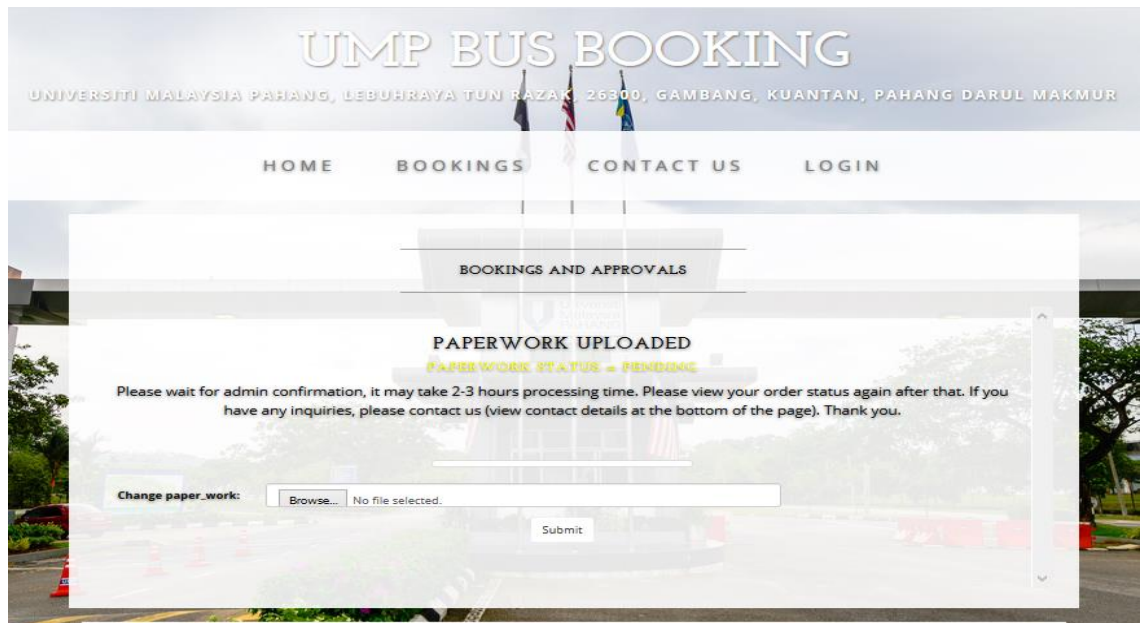 UMP BUS BOOKING
UNIVERSITI MALAYSIA PAHANG, LEBUHRAYA TUN RAZAK, 26300, GAMBANG, KUANTAN, PAHANG DARUL MAKMUR
HOME BOOKINGS CONTACT US LOGIN
BOOKINGS AND APPROVALS
Universiti
Malaysia
PAHANG
PAPERWORK UPLOADED
PAPERWORK STATUS = PENDING
Please wait for admin confirmation, it may take 2-3 hours processing time. Please view your order status again after that. If you
have any inquiries, please contact us (view contact details at the bottom of the page). Thank you.
Change paper_work: Browse... No file selected.
Submit